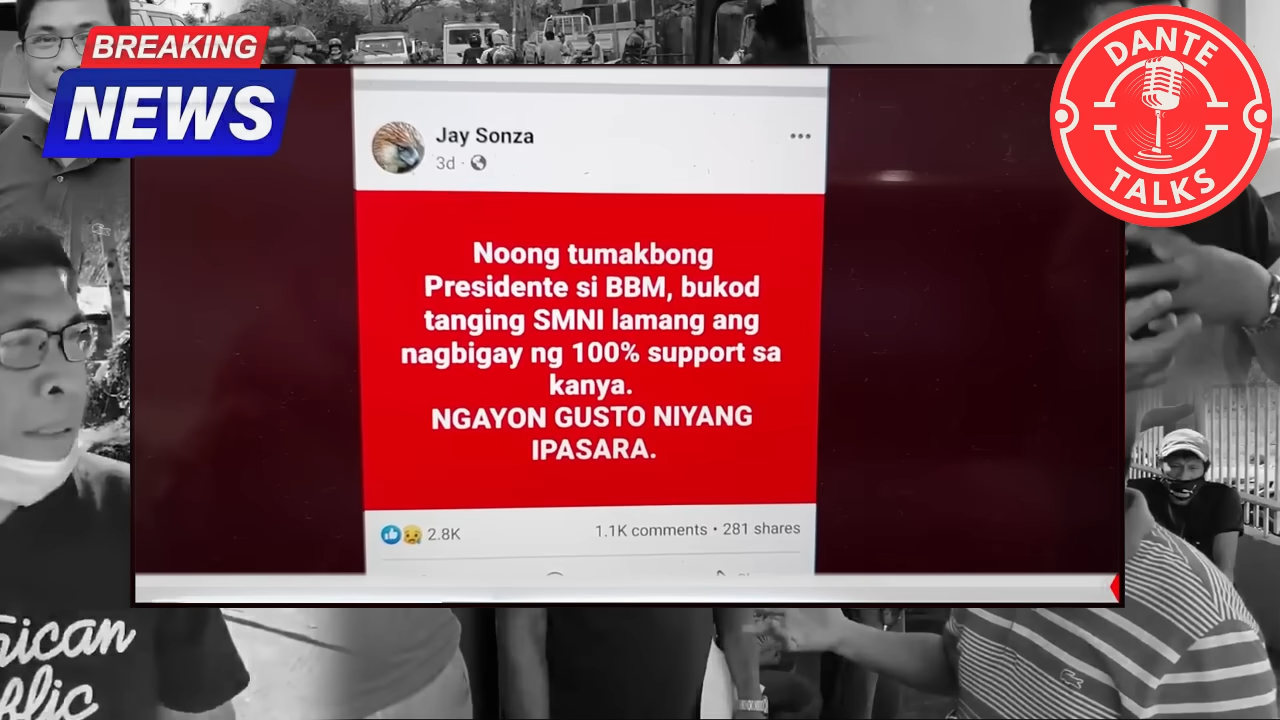 BREAKING
NEWS
DANTE
TALKS
Jay Sonza
3d ·
Noong tumakbong
Presidente si BBM, bukod
tanging SMNI lamang ang
nagbigay ng 100% support sa
kanya.
NGAYON GUSTO NIYANG
IPASARA.
2.8K
1.1K comments • 281 shares